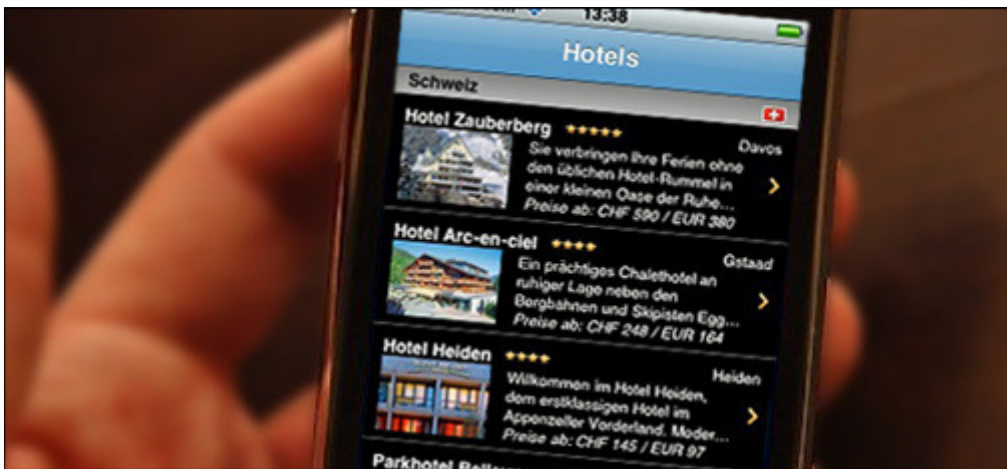 13:38
Hotels
Schweiz
Hotel Zauberberg ★★★★★
Davos
Sie verbringen Ihre Ferien ohne
den üblichen Hotel-Rummel in
einer kleinen Oase der Ruhe...
Preise ab: CHF 590 / EUR 380
Hotel Arc-en-ciel ★★★★
Gstaad
Ein prächtiges Chalethotel an
ruhiger Lage neben den
Bergbahnen und Skipisten Egg...
Preise ab: CHF 248 / EUR 164
Hotel Heiden ★★★★
Heiden
Willkommen im Hotel Heiden,
dem erstklassigen Hotel im
Appenzeller Vorderland. Moder...
Preise ab: CHF 145 / EUR 97
Parkhotel